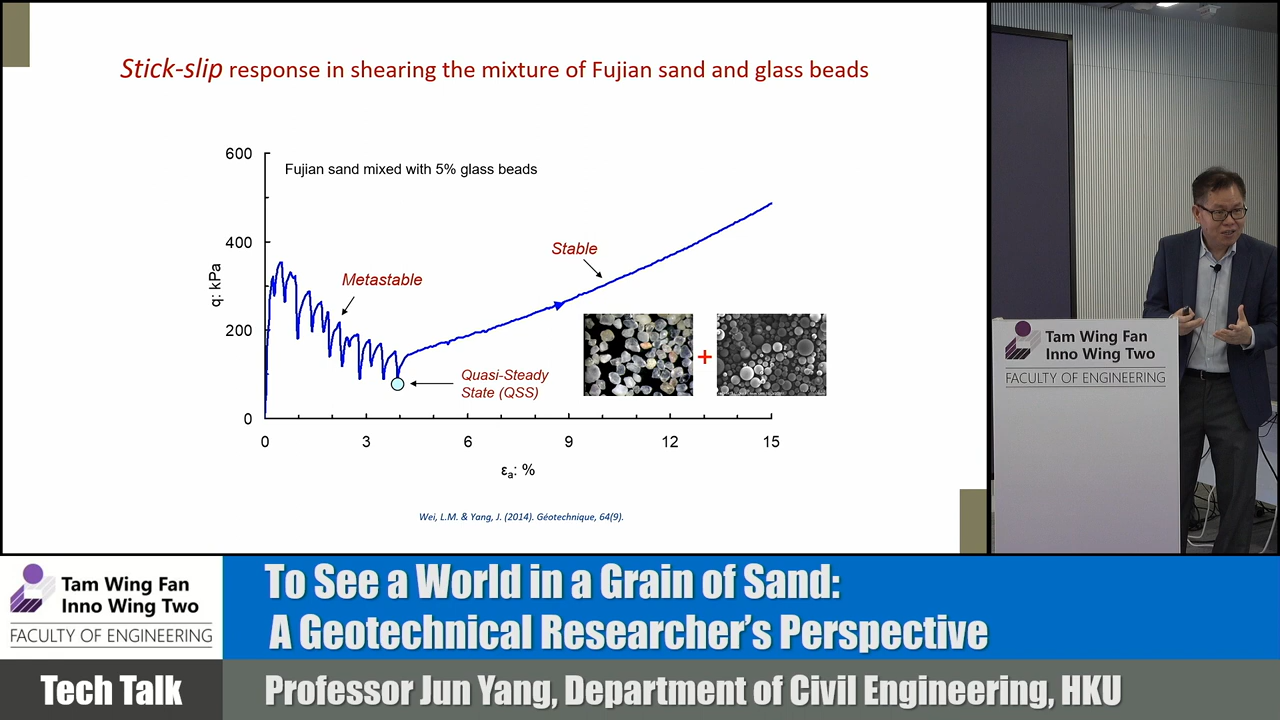 Stick-slip response in shearing the mixture of Fujian sand and glass beads
Fujian sand mixed with 5% glass beads
600
400
200
0
q: kPa
Metastable
Stable
Quasi-Steady
State (QSS)
+
0 3 6 9 12 15
εa: %
Wei, L.M. & Yang, J. (2014). Géotechnique, 64(9).
Tam Wing Fan
Inno Wing Two
FACULTY OF ENGINEERING
Tam Wing Fan
Inno Wing Two
FACULTY OF ENGINEERING
To See a World in a Grain of Sand:
A Geotechnical Researcher's Perspective
Tech Talk
Professor Jun Yang, Department of Civil Engineering, HKU